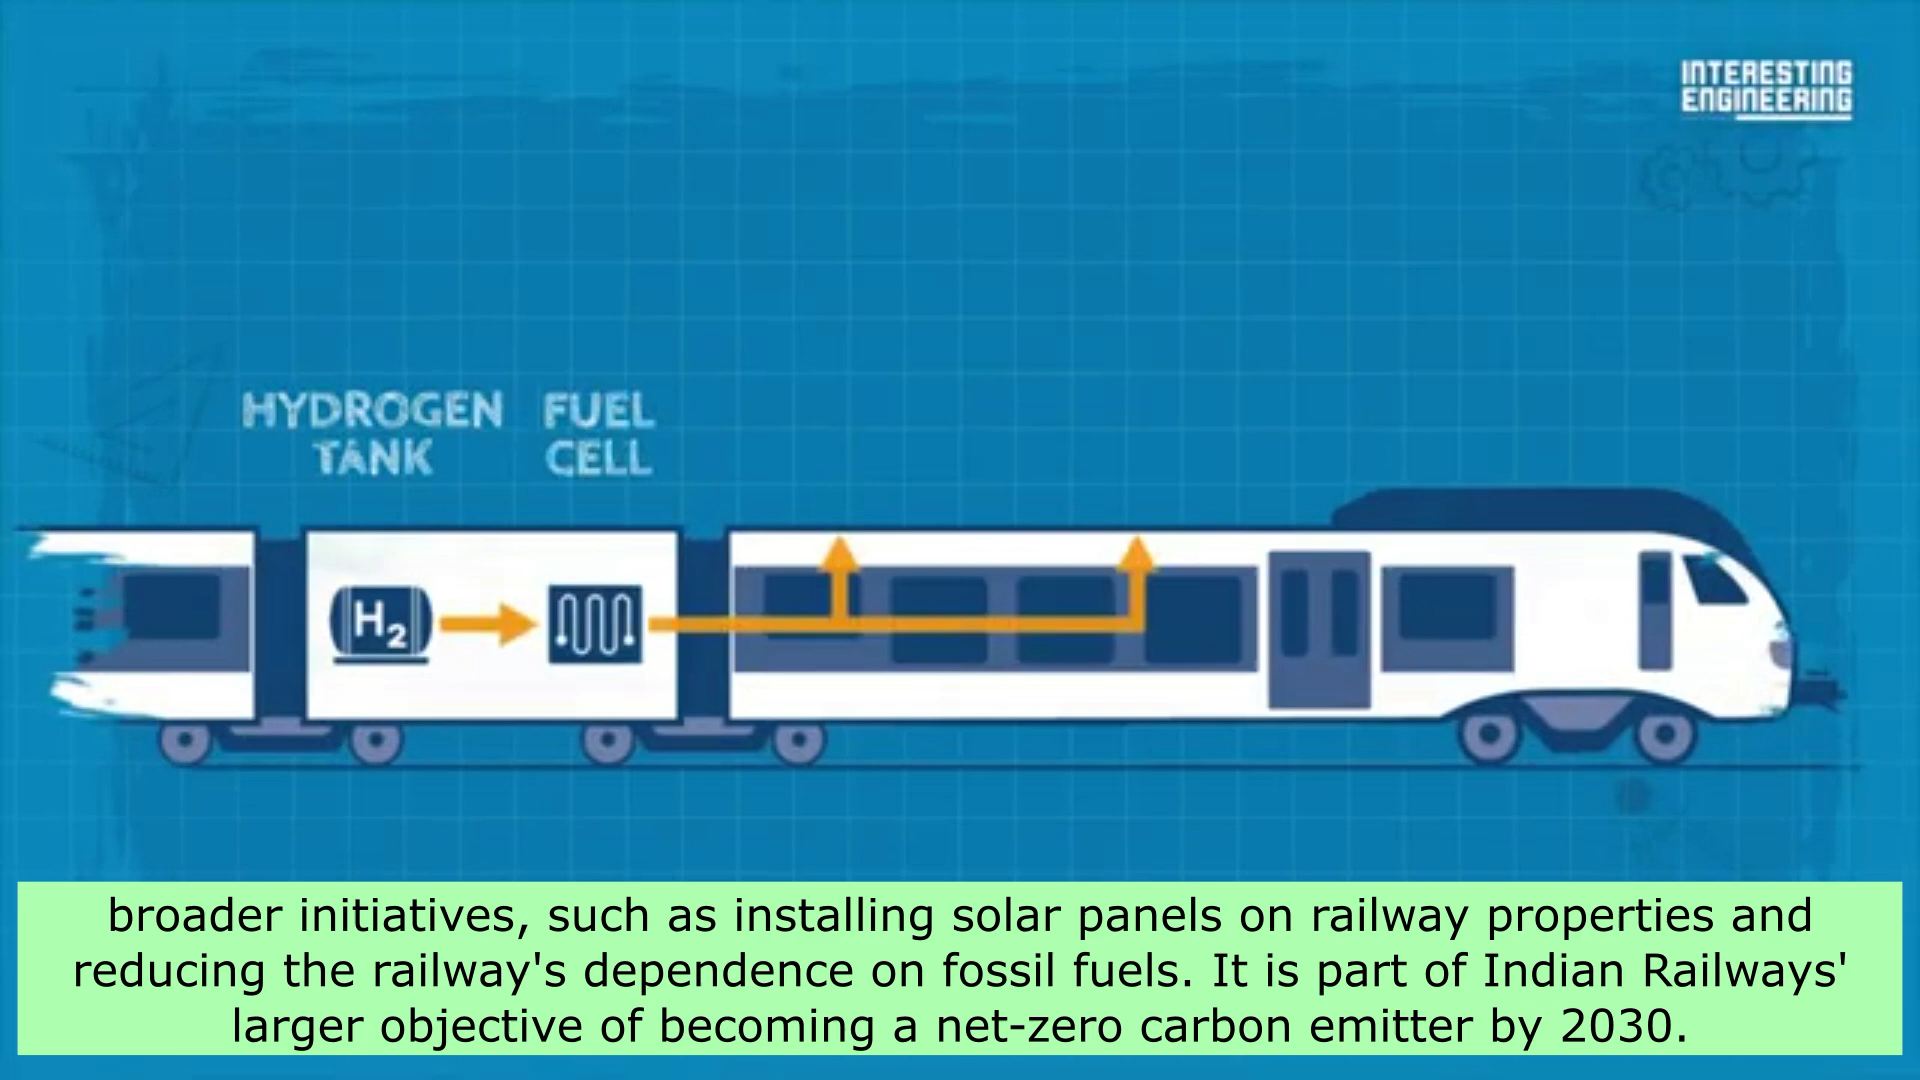 INTERESTING
ENGINEERING
HYDROGEN
TANK
FUEL
CELL
H2
broader initiatives, such as installing solar panels on railway properties and
reducing the railway's dependence on fossil fuels. It is part of Indian Railways'
larger objective of becoming a net-zero carbon emitter by 2030.